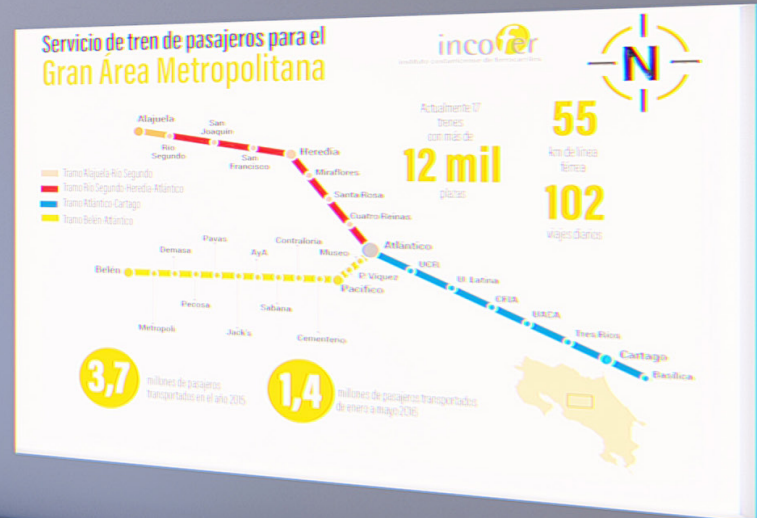 Servicio de tren de pasajeros para el
Gran Área Metropolitana
incofer
N
Actualmente 17
trenes
con más de
12 mil
plazas
55
km de línea
férrea
102
viajes diarios
Tramo Alajuela-Río Segundo
Tramo Río Segundo-Heredia-Atlántico
Tramo Atlántico-Cartago
Tramo Belén-Atlántico
Alajuela
Río
Segundo
San
Joaquín
San
Francisco
Heredia
Miraflores
Santa Rosa
Cuatro Reinas
Atlántico
UCR
U. Latina
CFIA
UACA
Tres Ríos
Cartago
Basílica
Belén
Metropoli
Demasa
Pecosa
Pavas
Jack's
AyA
Sabana
Contraloría
Cementerio
Museo
Pacífico
P. Víquez
3,7
millones de pasajeros
transportados en el año 2015
1,4
millones de pasajeros transportados
de enero a mayo 2016